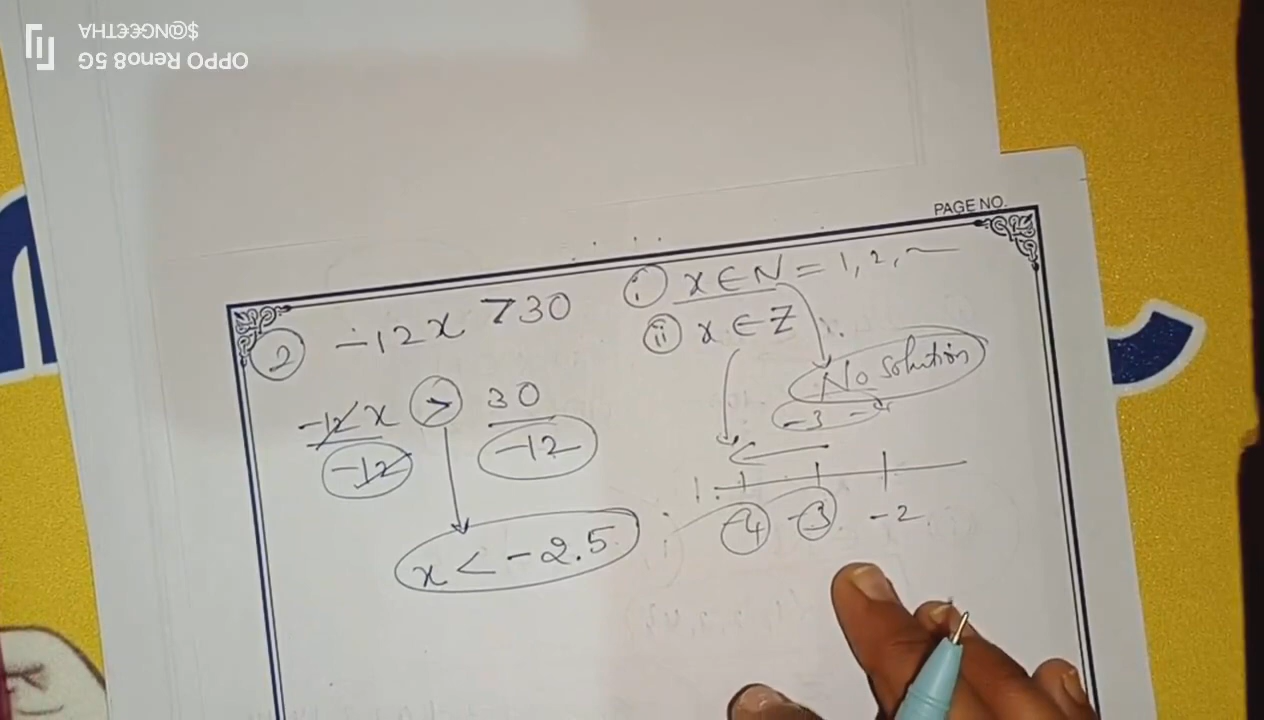 $@NGEETHA
OPPO Reno8 5G
PAGE NO.
2 -12x > 30
i x ∈ N = 1, 2,
ii x ∈ Z
No solution
-12x > 30
-12 -12
-3
x < -2.5
-4 -3 -2